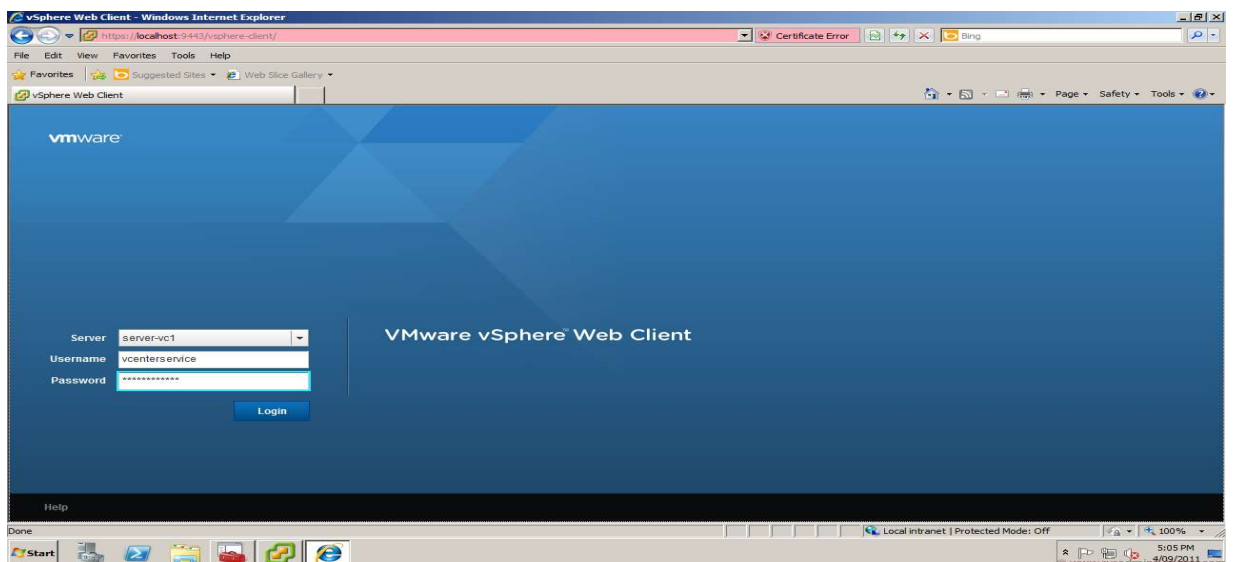 vSphere Web Client - Windows Internet Explorer
https://localhost:9443/vsphere-client/
Certificate Error
Bing
File Edit View Favorites Tools Help
Favorites Suggested Sites Web Slice Gallery
vSphere Web Client Page Safety Tools
vmware
Server server-vc1
VMware vSphere™ Web Client
Username vcenterservice
Password ************
Login
Help
Done Local intranet | Protected Mode: Off 100%
Start
5:05 PM
4/09/2011